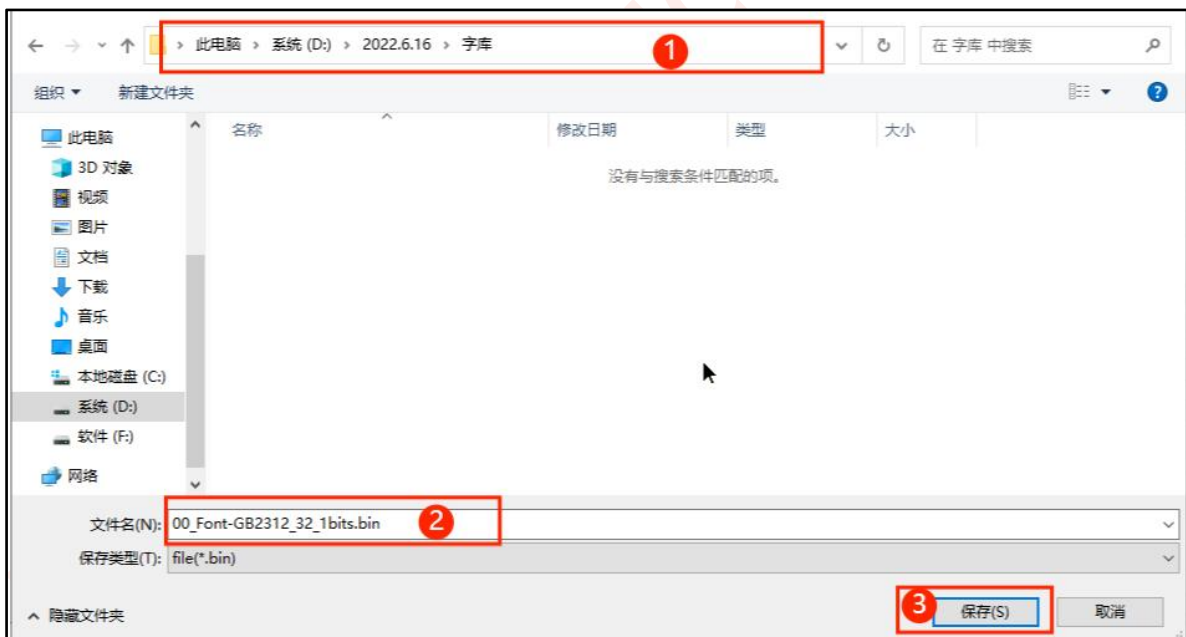 此电脑 › 系统 (D:) › 2022.6.16 › 字库 1 在 字库 中搜索
组织 新建文件夹 ?
名称 修改日期 类型 大小
没有与搜索条件匹配的项。
此电脑
3D 对象
视频
图片
文档
下载
音乐
桌面
本地磁盘 (C:)
系统 (D:)
软件 (F:)
网络
文件名(N): 00_Font-GB2312_32_1bits.bin 2
保存类型(T): file(*.bin)
隐藏文件夹 3 保存(S) 取消